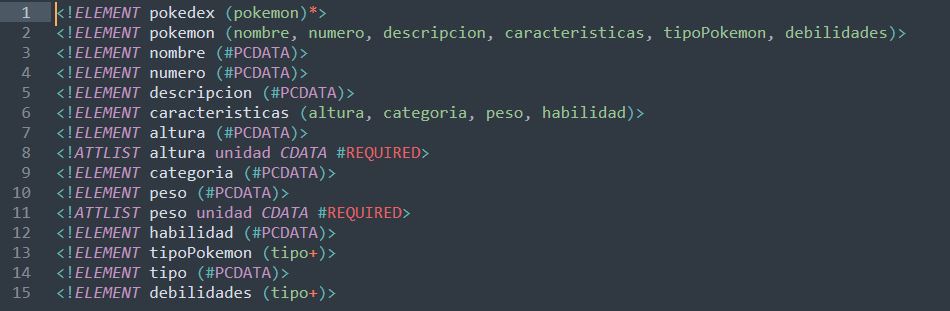 1 <!ELEMENT pokedex (pokemon)*>
2 <!ELEMENT pokemon (nombre, numero, descripcion, caracteristicas, tipoPokemon, debilidades)>
3 <!ELEMENT nombre (#PCDATA)>
4 <!ELEMENT numero (#PCDATA)>
5 <!ELEMENT descripcion (#PCDATA)>
6 <!ELEMENT caracteristicas (altura, categoria, peso, habilidad)>
7 <!ELEMENT altura (#PCDATA)>
8 <!ATTLIST altura unidad CDATA #REQUIRED>
9 <!ELEMENT categoria (#PCDATA)>
10 <!ELEMENT peso (#PCDATA)>
11 <!ATTLIST peso unidad CDATA #REQUIRED>
12 <!ELEMENT habilidad (#PCDATA)>
13 <!ELEMENT tipoPokemon (tipo+)>
14 <!ELEMENT tipo (#PCDATA)>
15 <!ELEMENT debilidades (tipo+)>